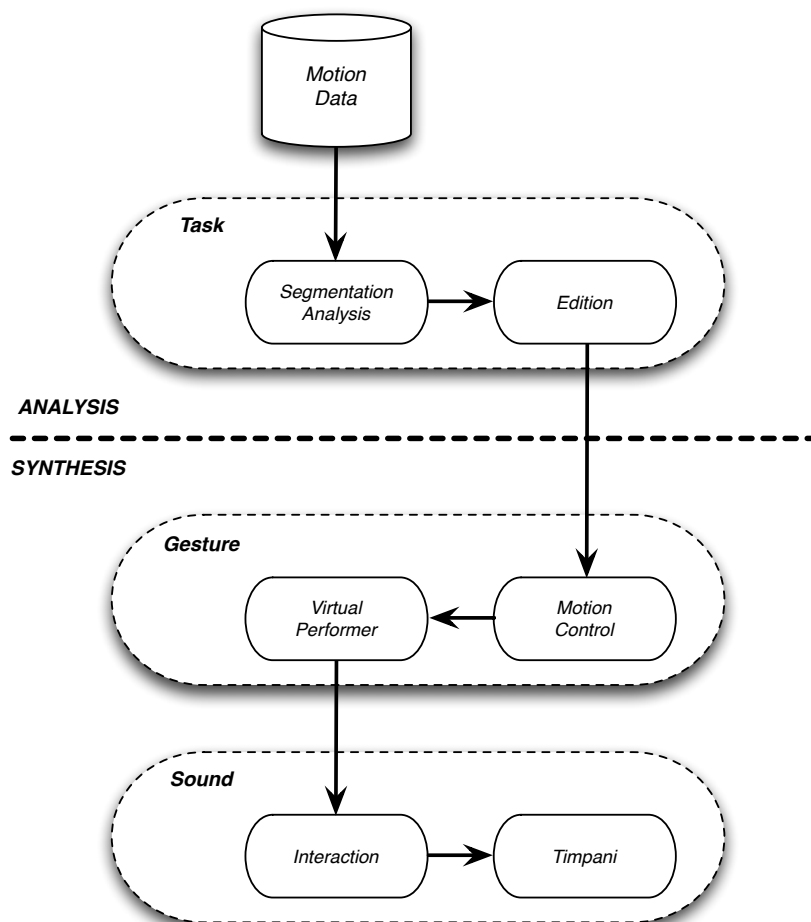 Motion
Data
Task
Segmentation
Analysis
Edition
ANALYSIS
SYNTHESIS
Gesture
Virtual
Performer
Motion
Control
Sound
Interaction
Timpani